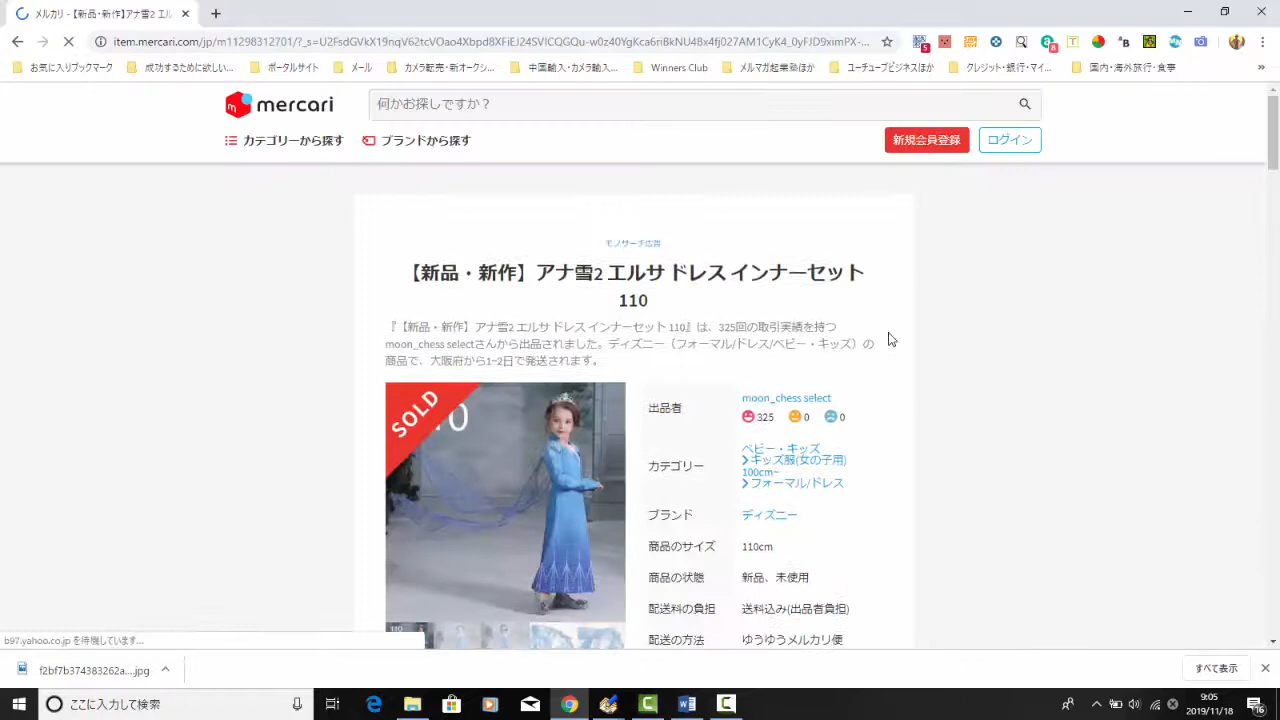 メルカリ -【新品・新作】アナ雪2 エル
item.mercari.com/jp/m11298312701/?_s=U2FsdGVkX19npV62tcVOao4Xbpd8XFiEJ24SVlCQGQu-w0z40YgKca6riBkNU48x4fj027AM1CyK4_0yFJD9ximPX-...
お気に入りブックマーク
成功するために欲しい...
ポータルサイト
メール
カメラ転売・新オークシ...
中国輸入・カメラ輸入...
Winners Club
メルマガ起業塾ほか
ユーチューブビジネスほか
クレジット・銀行・マイ...
国内・海外旅行・食事
»
mercari
何かお探しですか？
カテゴリーから探す
ブランドから探す
新規会員登録
ログイン
モノサーチ広告
【新品・新作】アナ雪2 エルサ ドレス インナーセット
110
『【新品・新作】アナ雪2 エルサ ドレス インナーセット 110』は、325回の取引実績を持つ
moon_chess selectさんから出品されました。ディズニー（フォーマル/ドレス/ベビー・キッズ）の
商品で、大阪府から1~2日で発送されます。
SOLD
出品者
moon_chess select
325 0 0
カテゴリー
ベビー・キッズ
キッズ服(女の子用)
100cm~
フォーマル/ドレス
ブランド
ディズニー
商品のサイズ
110cm
商品の状態
新品、未使用
配送料の負担
送料込み(出品者負担)
配送の方法
ゆうゆうメルカリ便
110
b97.yahoo.co.jp を待機しています...
f2bf7b374383262a....jpg
すべて表示
ここに入力して検索
9:05
2019/11/18
16